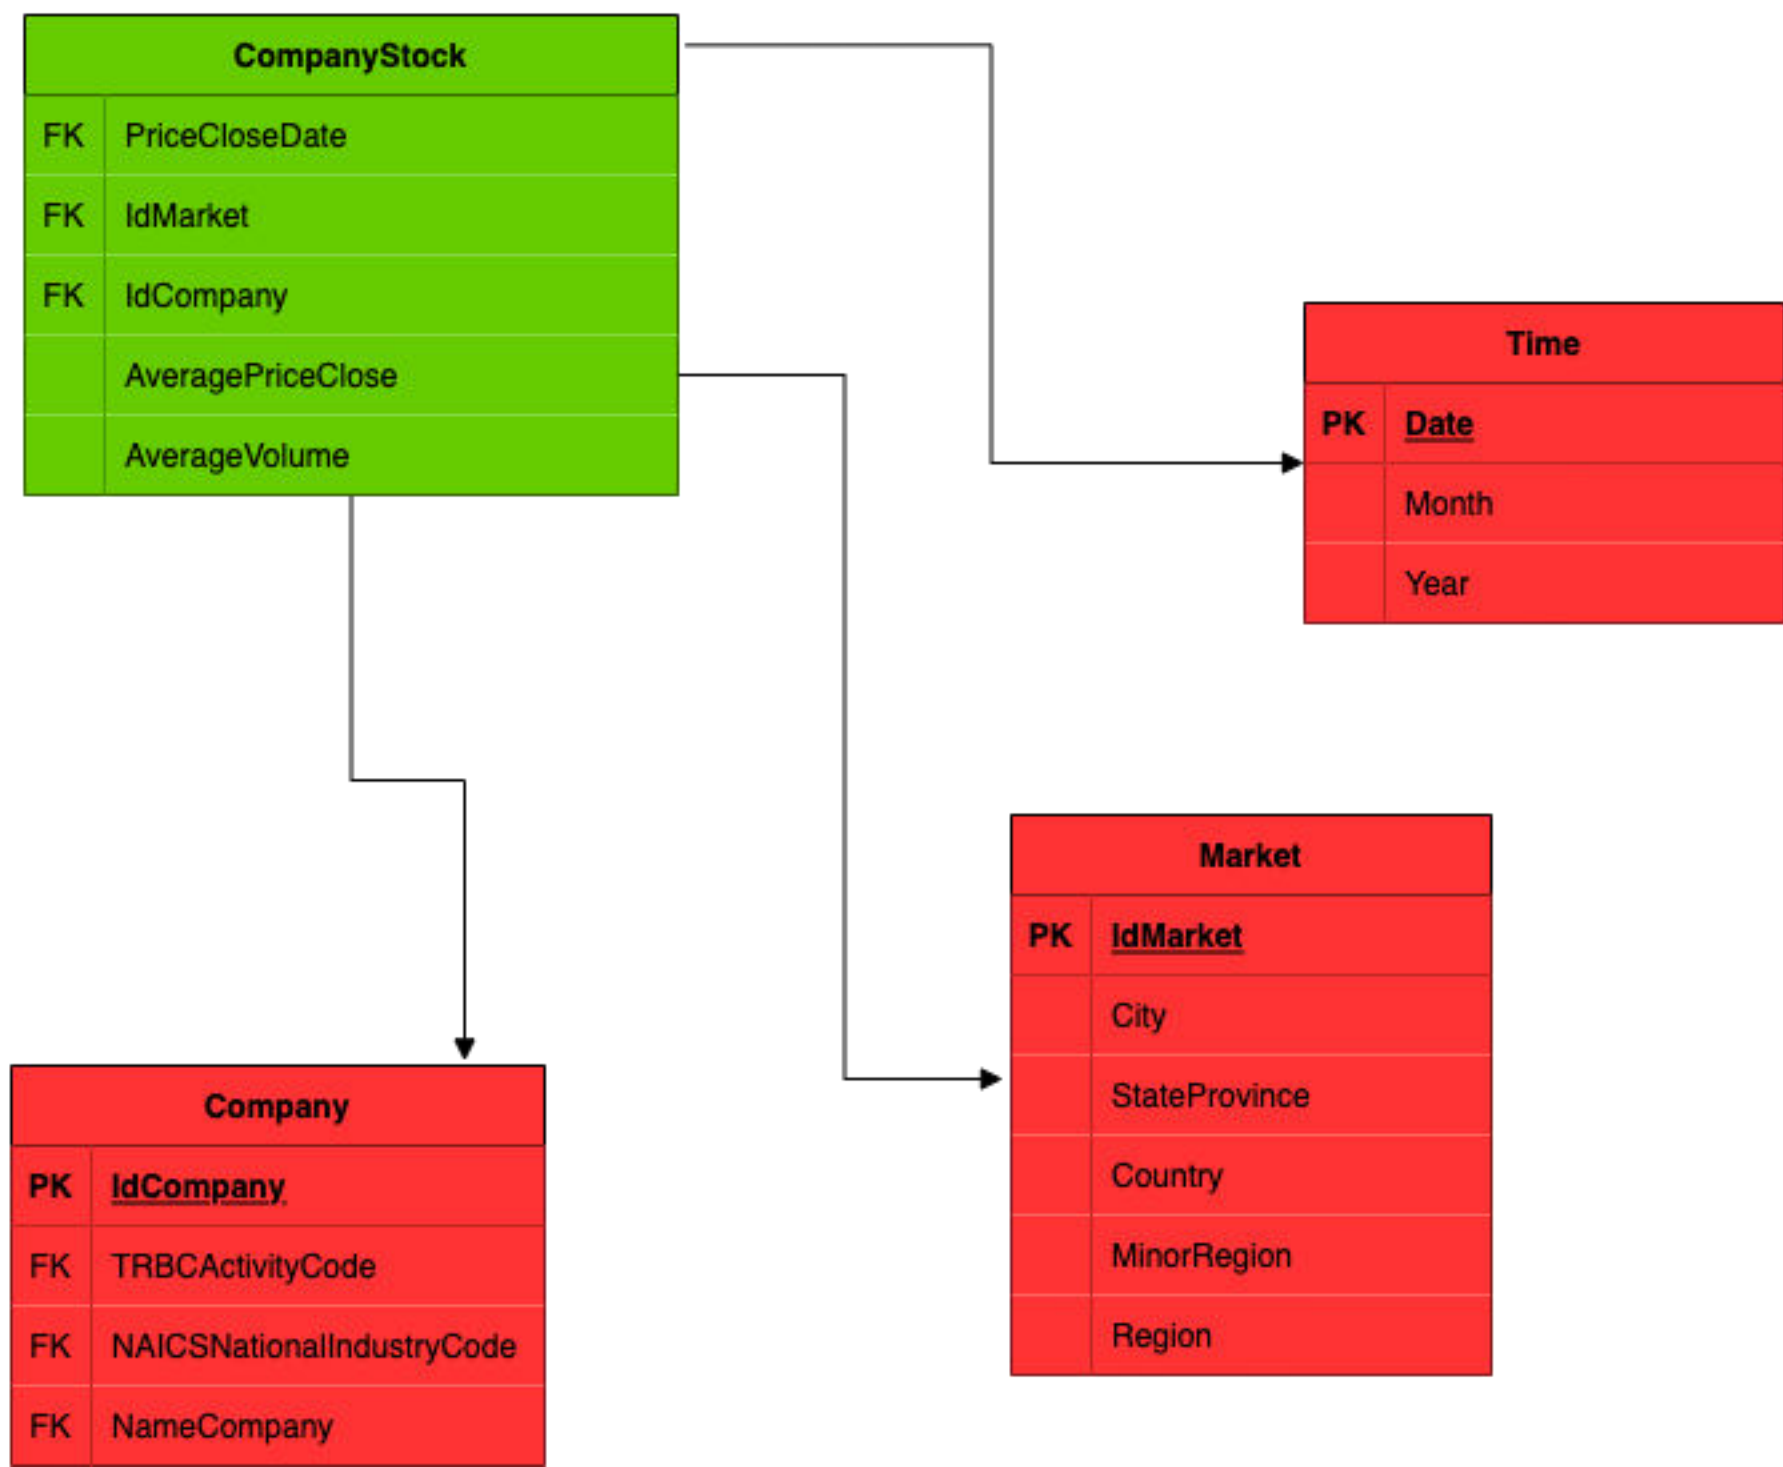 CompanyStock
FK PriceCloseDate
FK IdMarket
FK IdCompany
AveragePriceClose
AverageVolume
Time
PK Date
Month
Year
Market
PK IdMarket
City
StateProvince
Country
MinorRegion
Region
Company
PK IdCompany
FK TRBCActivityCode
FK NAICSNationalIndustryCode
FK NameCompany